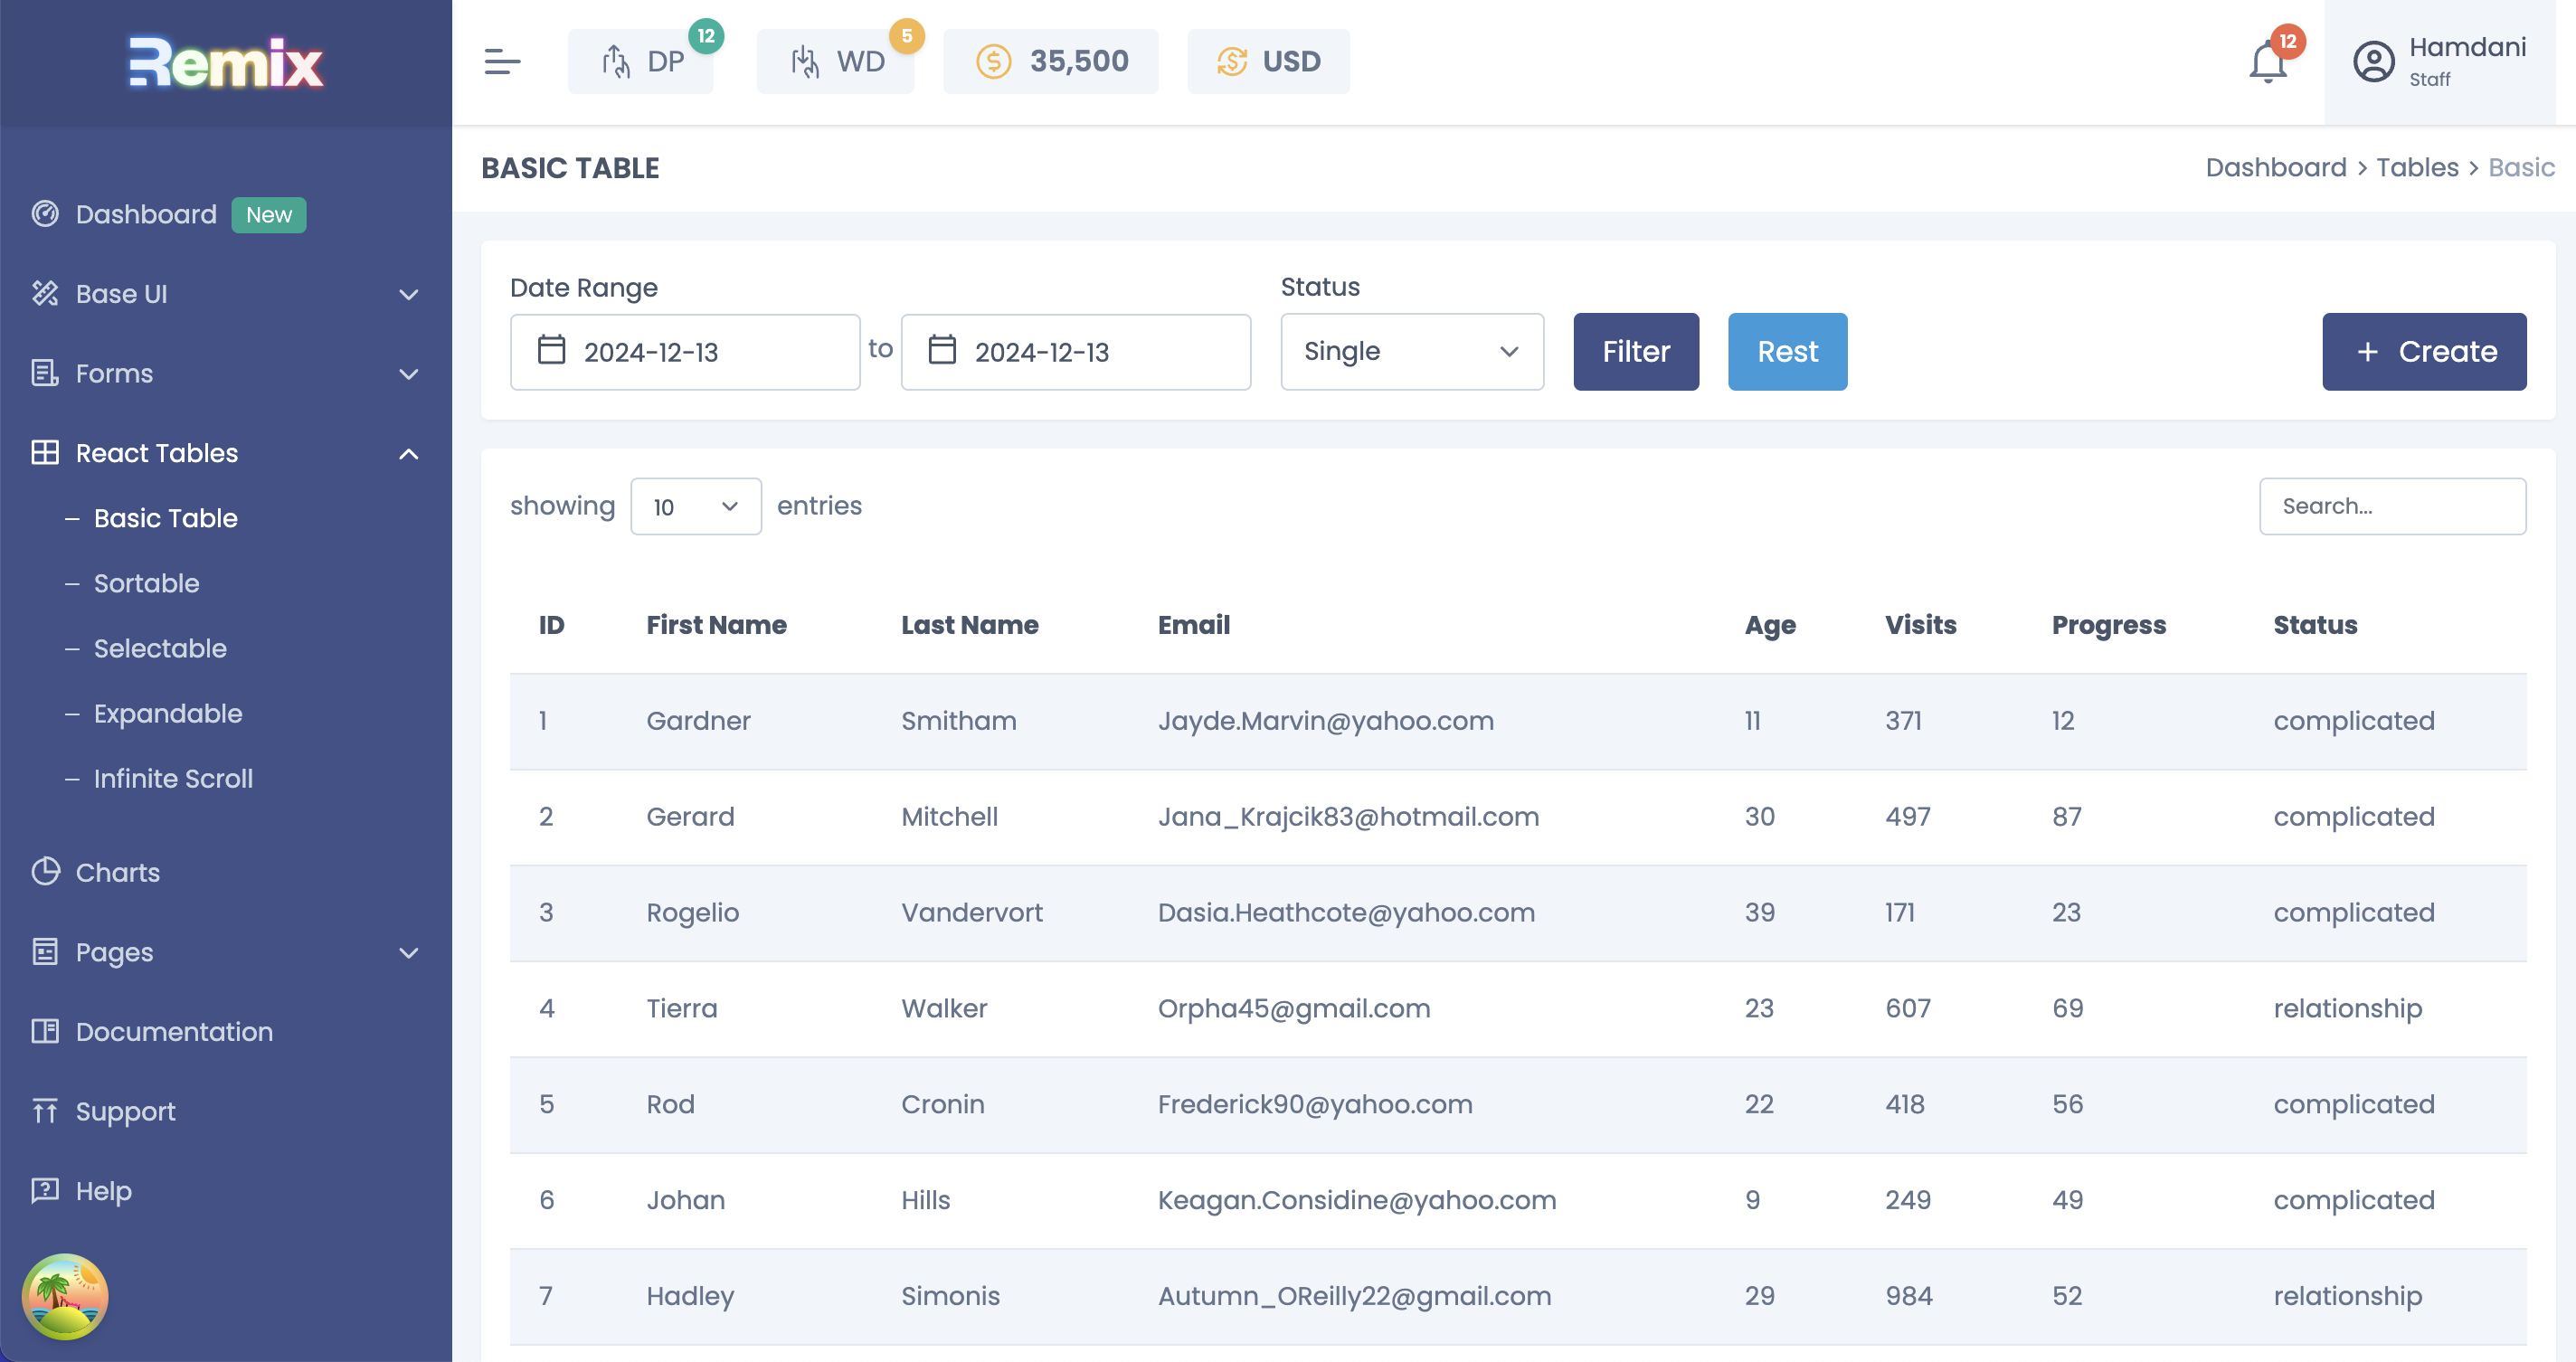 Remix
DP 12 WD 5 35,500 USD 12 Hamdani
Staff
BASIC TABLE Dashboard > Tables > Basic
Dashboard New
Base UI
Forms
React Tables
– Basic Table
– Sortable
– Selectable
– Expandable
– Infinite Scroll
Charts
Pages
Documentation
Support
Help
Date Range Status
2024-12-13 to 2024-12-13 Single Filter Rest + Create
showing 10 entries Search...
ID First Name Last Name Email Age Visits Progress Status
1 Gardner Smitham Jayde.Marvin@yahoo.com 11 371 12 complicated
2 Gerard Mitchell Jana_Krajcik83@hotmail.com 30 497 87 complicated
3 Rogelio Vandervort Dasia.Heathcote@yahoo.com 39 171 23 complicated
4 Tierra Walker Orpha45@gmail.com 23 607 69 relationship
5 Rod Cronin Frederick90@yahoo.com 22 418 56 complicated
6 Johan Hills Keagan.Considine@yahoo.com 9 249 49 complicated
7 Hadley Simonis Autumn_OReilly22@gmail.com 29 984 52 relationship